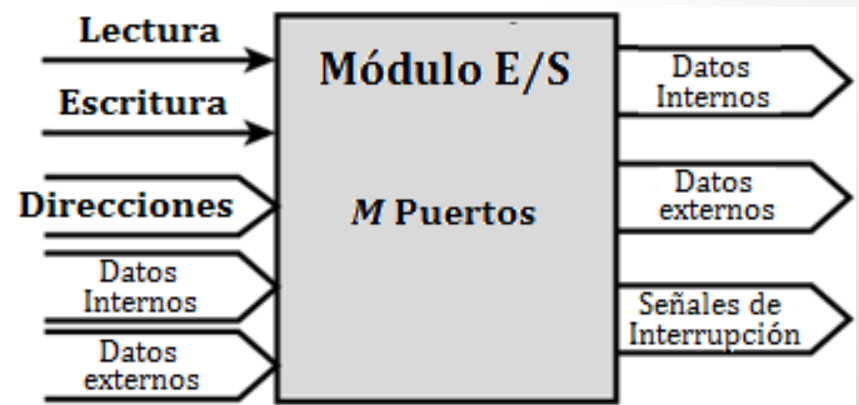 Lectura
Escritura
Direcciones
Datos
Internos
Datos
externos
Módulo E/S
M Puertos
Datos
Internos
Datos
externos
Señales de
Interrupción